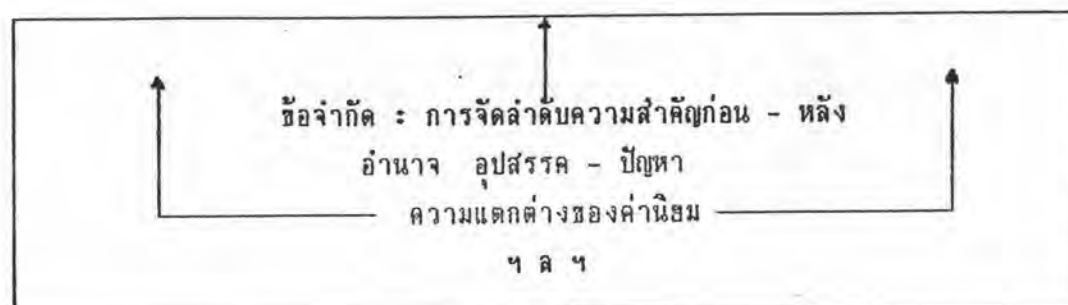 ข้อจำกัด : การจัดลำดับความสำคัญก่อน - หลัง
อำนาจ อุปสรรค - ปัญหา
ความแตกต่างของค่านิยม
ฯ ล ฯ